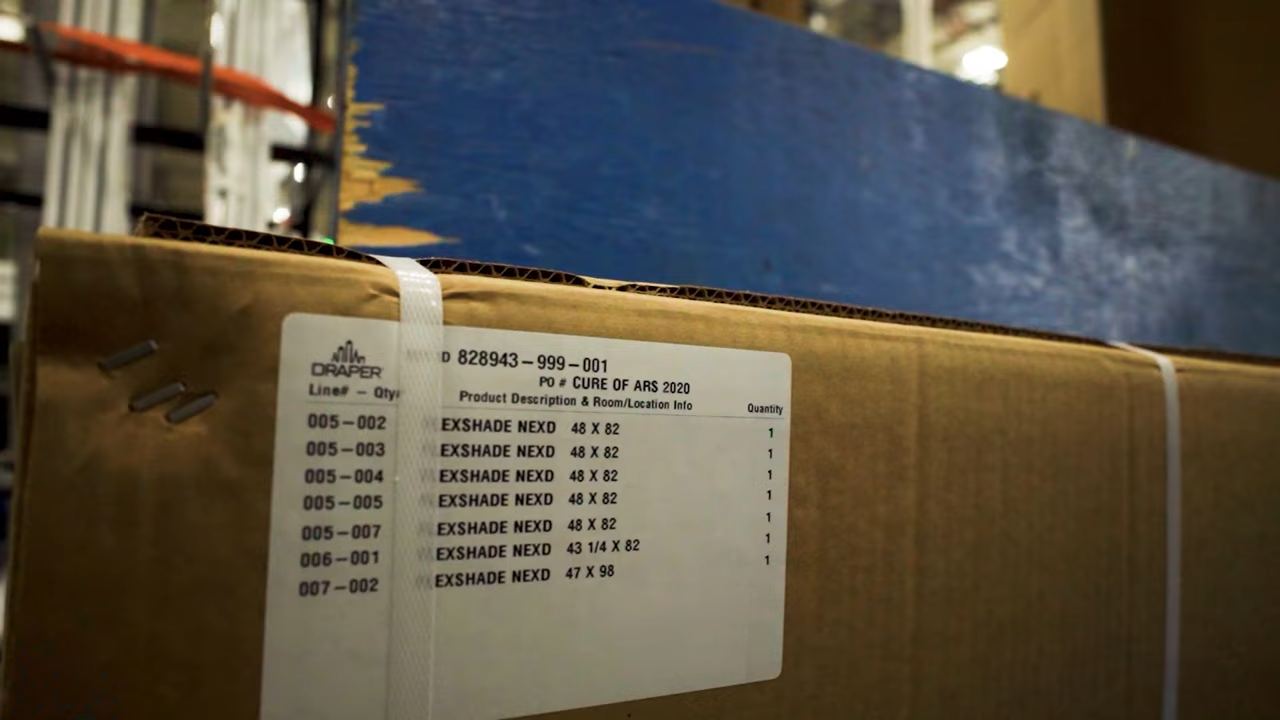 DRAPER
828943-999-001
PO # CURE OF ARS 2020
Line# - Qty Product Description & Room/Location Info Quantity
005-002 EXSHADE NEXD 48 X 82 1
005-003 EXSHADE NEXD 48 X 82 1
005-004 EXSHADE NEXD 48 X 82 1
005-005 EXSHADE NEXD 48 X 82 1
005-007 EXSHADE NEXD 48 X 82 1
006-001 EXSHADE NEXD 43 1/4 X 82 1
007-002 EXSHADE NEXD 47 X 98 1